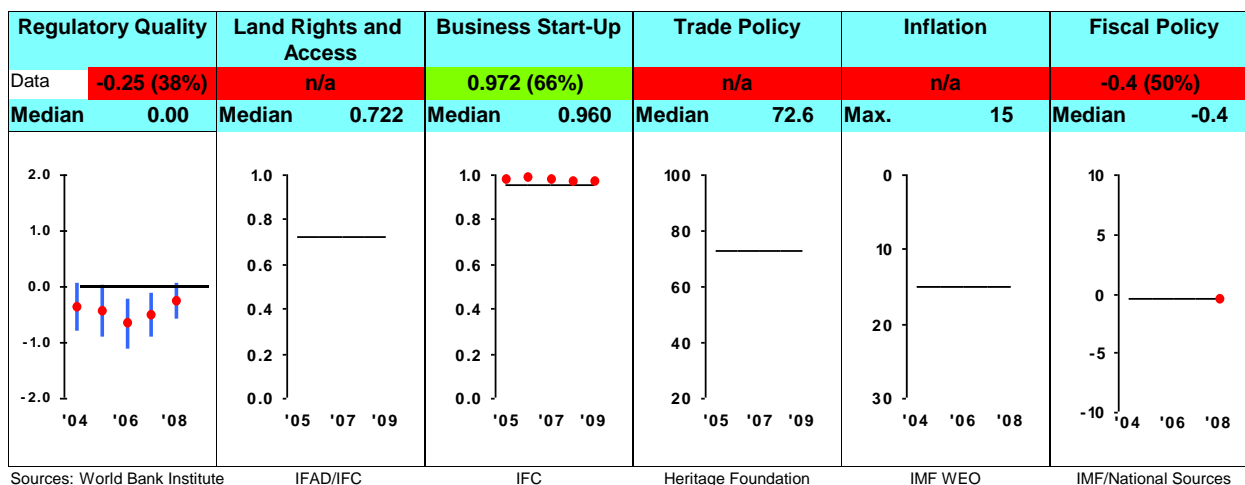 Regulatory Quality
Land Rights and
Access
Business Start-Up
Trade Policy
Inflation
Fiscal Policy
Data -0.25 (38%) n/a 0.972 (66%) n/a n/a -0.4 (50%)
Median 0.00 Median 0.722 Median 0.960 Median 72.6 Max. 15 Median -0.4
2.0
1.0
0.0
-1.0
-2.0
'04 '06 '08
1.0
0.8
0.6
0.4
0.2
0.0
'05 '07 '09
1.0
0.8
0.6
0.4
0.2
0.0
'05 '07 '09
100
80
60
40
20
'05 '07 '09
0
10
20
30
'04 '06 '08
10
5
0
-5
-10
'04 '06 '08
Sources: World Bank Institute IFAD/IFC IFC Heritage Foundation IMF WEO IMF/National Sources